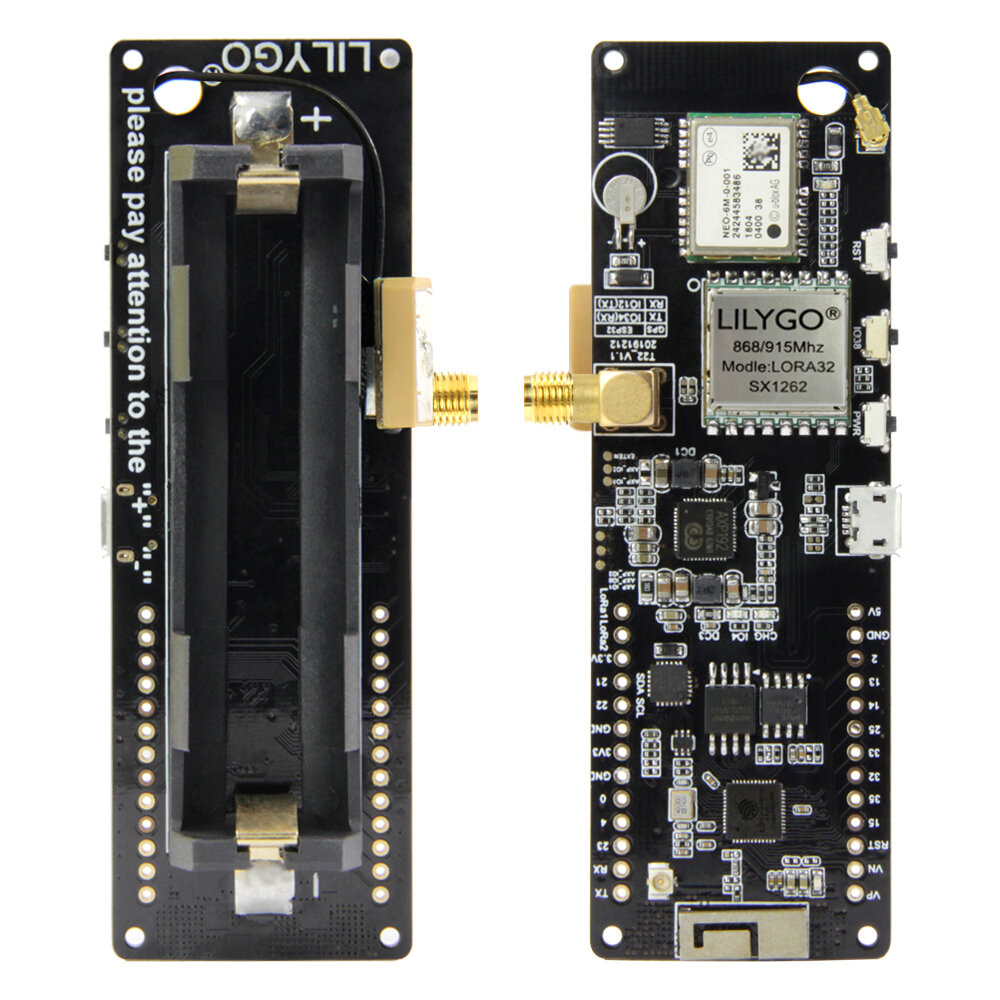 LILYGO®
+
please pay attention to the "+" "-"
-
NEO-6M-0-001
24244583486
1804
0400 38
e4
© u-blox AG
+
-
RST
GPS ESP32
TX IO34(RX)
RX IO12(TX)
T22_V1.1
20191212
LILYGO®
868/915Mhz
Modle:LORA32
SX1262
IO38
PWR
DC1
EXTEN
AXP192
DC3
IO4
CHG
LoRa1
LoRa2
3.3V
21
22
GND
3V3
GND
0
4
23
RX
TX
SDA SCL
5V
GND
2
13
14
25
33
32
35
15
RST
VN
VP